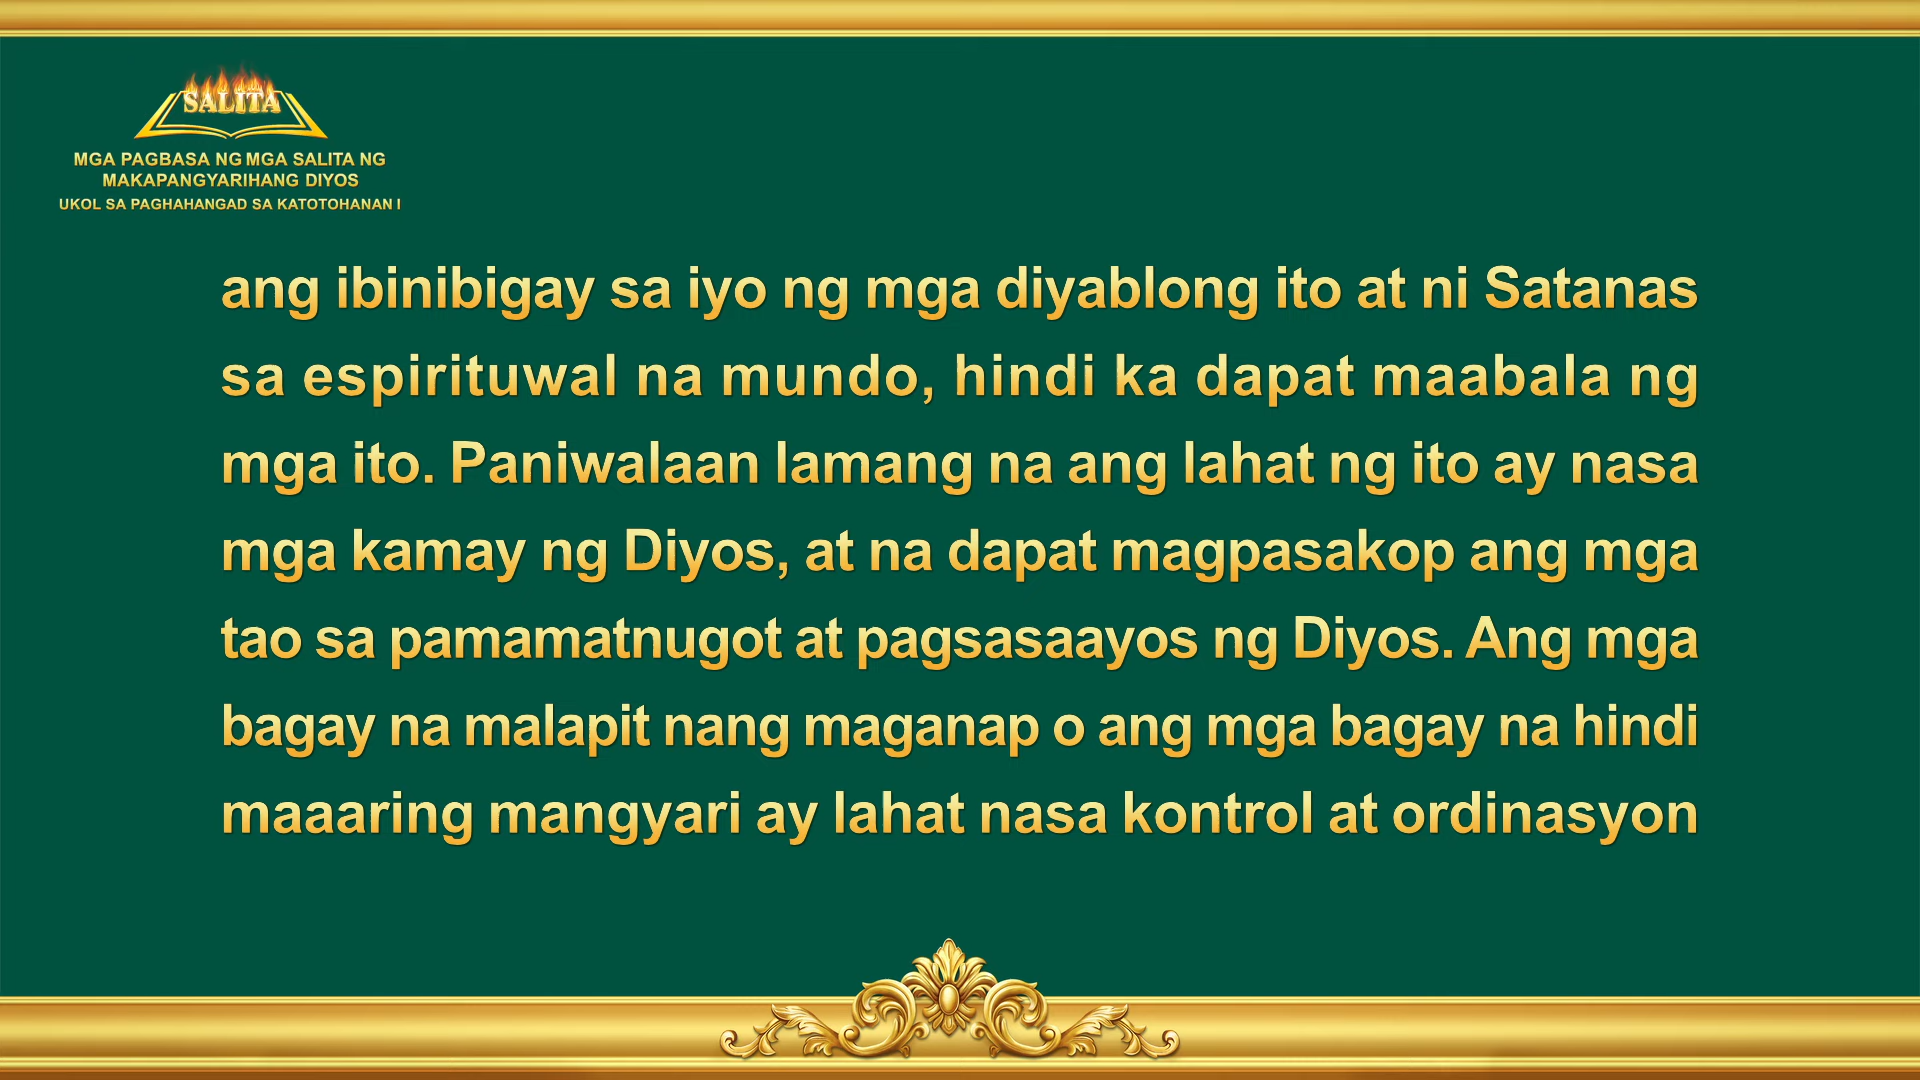 SALITA
MGA PAGBASA NG MGA SALITA NG
MAKAPANGYARIHANG DIYOS
UKOL SA PAGHAHANGAD SA KATOTOHANAN I
ang ibinibigay sa iyo ng mga diyablong ito at ni Satanas
sa espirituwal na mundo, hindi ka dapat maabala ng
mga ito. Paniwalaan lamang na ang lahat ng ito ay nasa
mga kamay ng Diyos, at na dapat magpasakop ang mga
tao sa pamamatnugot at pagsasaayos ng Diyos. Ang mga
bagay na malapit nang maganap o ang mga bagay na hindi
maaaring mangyari ay lahat nasa kontrol at ordinasyon